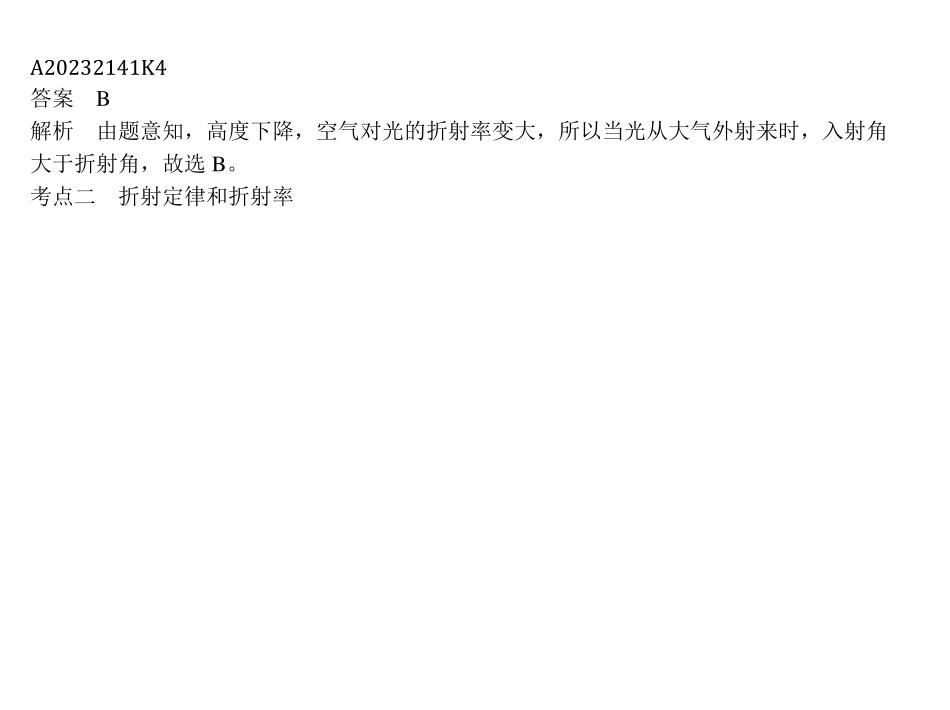 A20232141K4
答案　B
解析　由题意知，高度下降，空气对光的折射率变大，所以当光从大气外射来时，入射角
大于折射角，故选 B。
考点二　折射定律和折射率